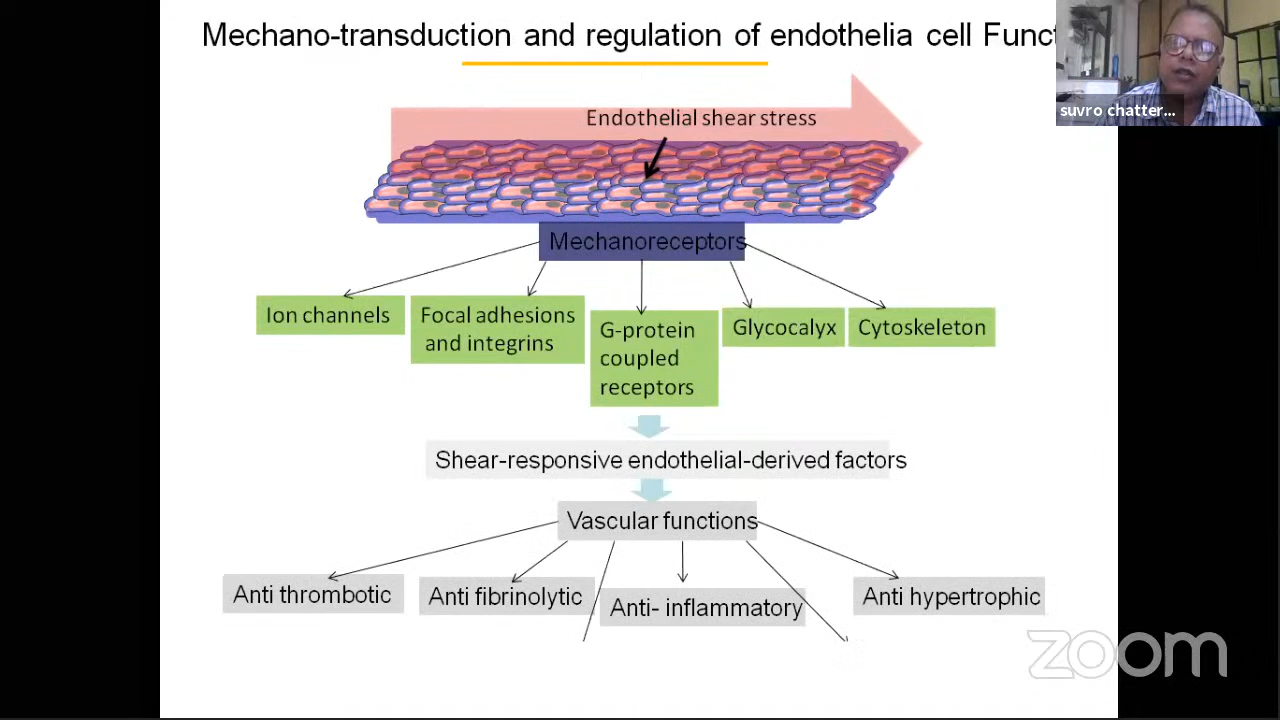 Mechano-transduction and regulation of endothelia cell Funct
suvro chatter...
Endothelial shear stress
Mechanoreceptors
Ion channels
Focal adhesions
and integrins
G-protein
coupled
receptors
Glycocalyx
Cytoskeleton
Shear-responsive endothelial-derived factors
Vascular functions
Anti thrombotic
Anti fibrinolytic
Anti- inflammatory
Anti hypertrophic
zoom